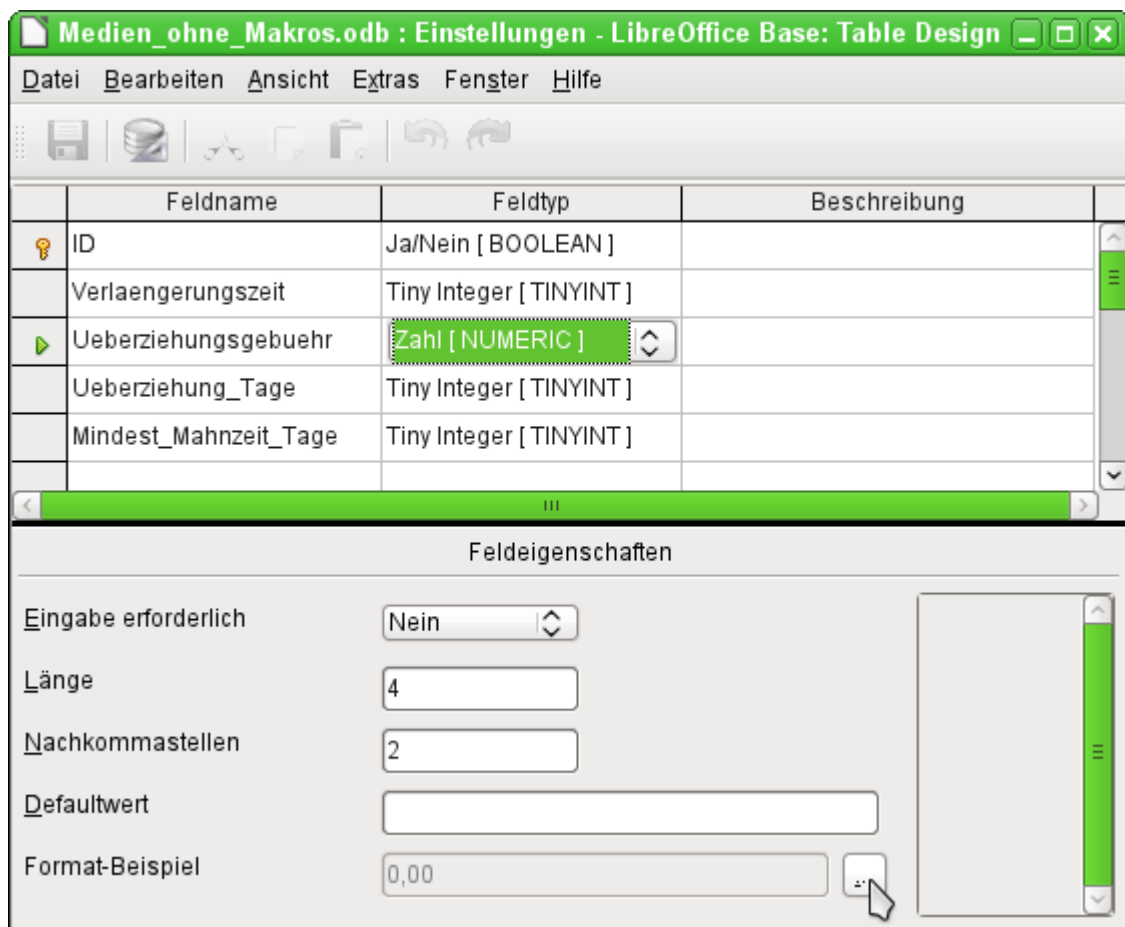 Medien_ohne_Makros.odb : Einstellungen - LibreOffice Base: Table Design
Datei Bearbeiten Ansicht Extras Fenster Hilfe
Feldname Feldtyp Beschreibung
ID Ja/Nein [ BOOLEAN ]
Verlaengerungszeit Tiny Integer [ TINYINT ]
Ueberziehungsgebuehr Zahl [ NUMERIC ]
Ueberziehung_Tage Tiny Integer [ TINYINT ]
Mindest_Mahnzeit_Tage Tiny Integer [ TINYINT ]
Feldeigenschaften
Eingabe erforderlich Nein
Länge 4
Nachkommastellen 2
Defaultwert
Format-Beispiel 0,00 ...